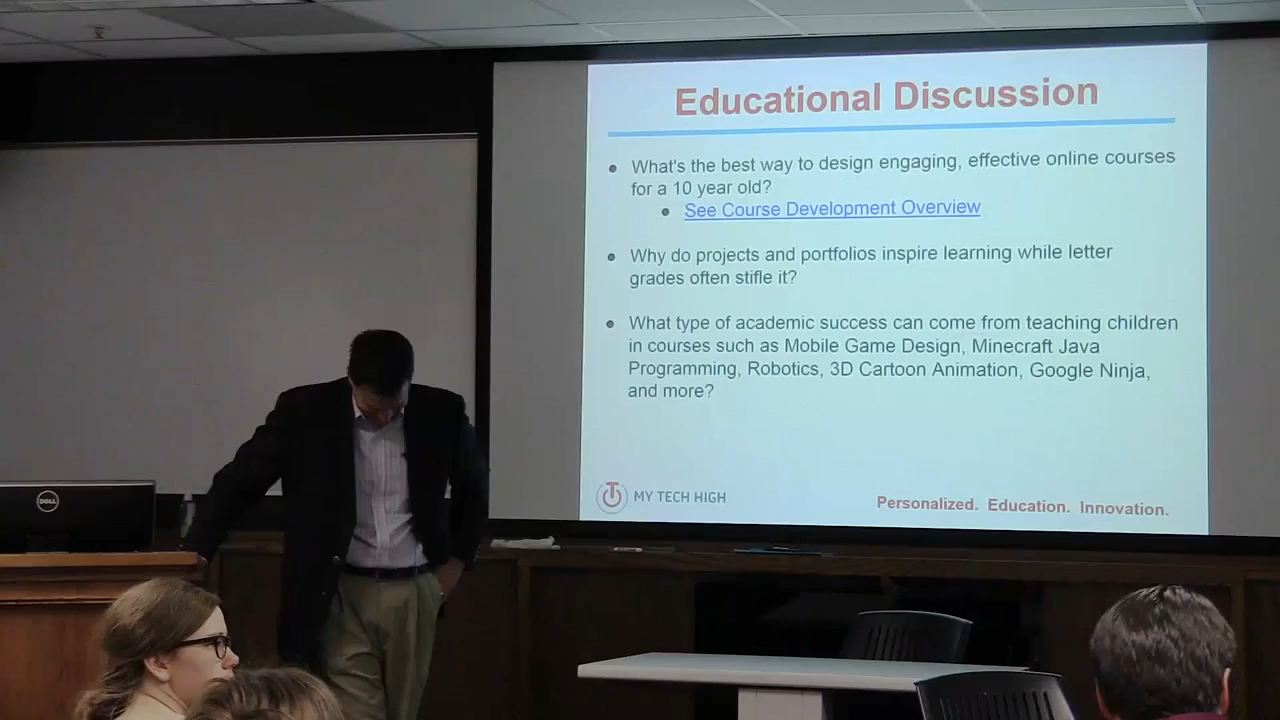 Educational Discussion
What's the best way to design engaging, effective online courses
for a 10 year old?
See Course Development Overview
Why do projects and portfolios inspire learning while letter
grades often stifle it?
What type of academic success can come from teaching children
in courses such as Mobile Game Design, Minecraft Java
Programming, Robotics, 3D Cartoon Animation, Google Ninja,
and more?
MY TECH HIGH
Personalized. Education. Innovation.
DELL